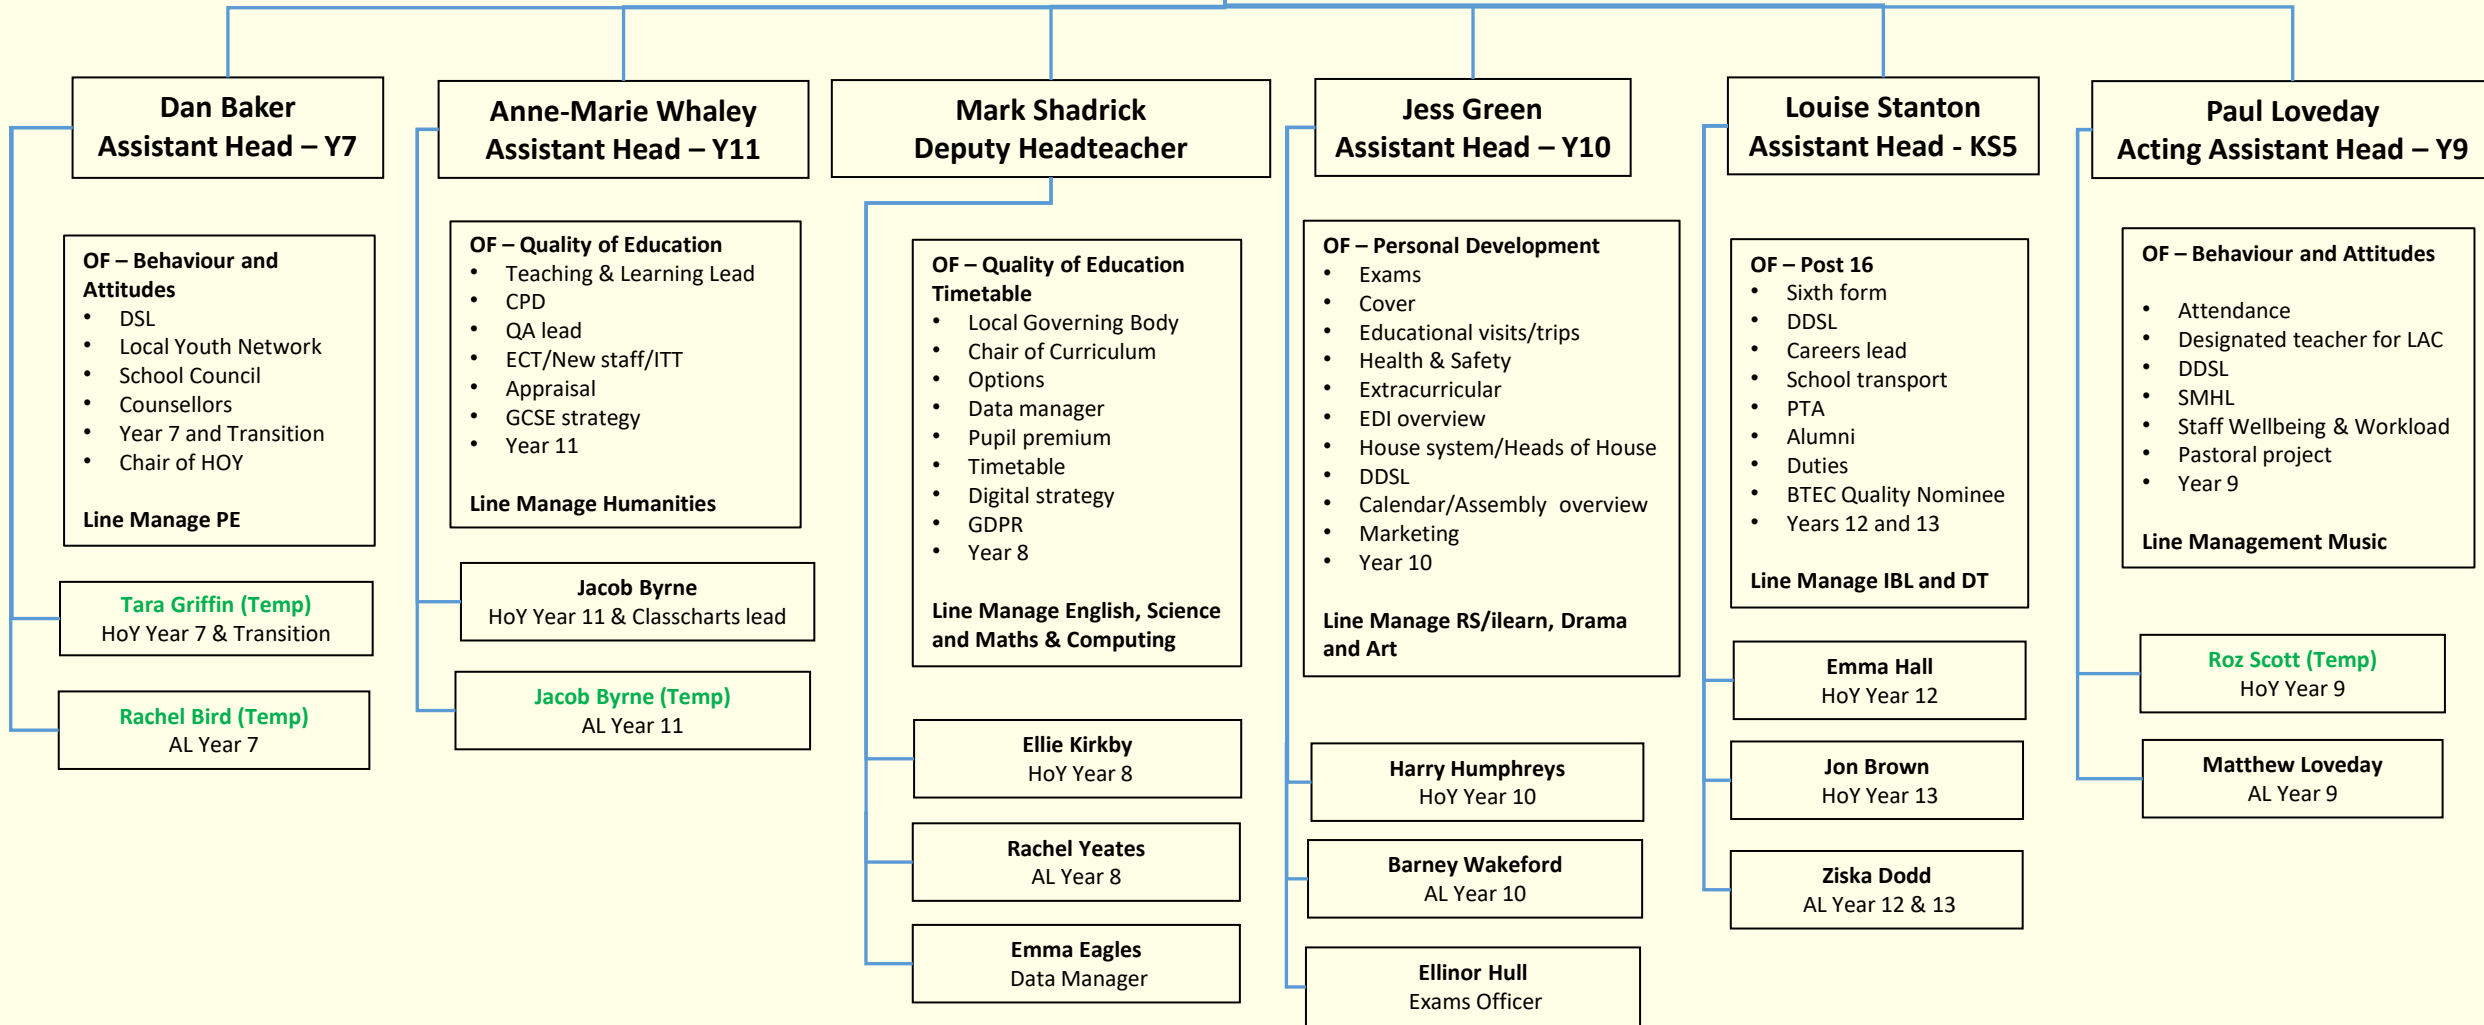 Dan Baker
Assistant Head – Y7
OF – Behaviour and
Attitudes
• DSL
• Local Youth Network
• School Council
• Counsellors
• Year 7 and Transition
• Chair of HOY
Line Manage PE
Tara Griffin (Temp)
HoY Year 7 & Transition
Rachel Bird (Temp)
AL Year 7
Anne-Marie Whaley
Assistant Head – Y11
OF – Quality of Education
• Teaching & Learning Lead
• CPD
• QA lead
• ECT/New staff/ITT
• Appraisal
• GCSE strategy
• Year 11
Line Manage Humanities
Jacob Byrne
HoY Year 11 & Classcharts lead
Jacob Byrne (Temp)
AL Year 11
Mark Shadrick
Deputy Headteacher
OF – Quality of Education
Timetable
• Local Governing Body
• Chair of Curriculum
• Options
• Data manager
• Pupil premium
• Timetable
• Digital strategy
• GDPR
• Year 8
Line Manage English, Science
and Maths & Computing
Ellie Kirkby
HoY Year 8
Rachel Yeates
AL Year 8
Emma Eagles
Data Manager
Jess Green
Assistant Head – Y10
OF – Personal Development
• Exams
• Cover
• Educational visits/trips
• Health & Safety
• Extracurricular
• EDI overview
• House system/Heads of House
• DDSL
• Calendar/Assembly overview
• Marketing
• Year 10
Line Manage RS/ilearn, Drama
and Art
Harry Humphreys
HoY Year 10
Barney Wakeford
AL Year 10
Ellinor Hull
Exams Officer
Louise Stanton
Assistant Head - KS5
OF – Post 16
• Sixth form
• DDSL
• Careers lead
• School transport
• PTA
• Alumni
• Duties
• BTEC Quality Nominee
• Years 12 and 13
Line Manage IBL and DT
Emma Hall
HoY Year 12
Jon Brown
HoY Year 13
Ziska Dodd
AL Year 12 & 13
Paul Loveday
Acting Assistant Head – Y9
OF – Behaviour and Attitudes
• Attendance
• Designated teacher for LAC
• DDSL
• SMHL
• Staff Wellbeing & Workload
• Pastoral project
• Year 9
Line Management Music
Roz Scott (Temp)
HoY Year 9
Matthew Loveday
AL Year 9